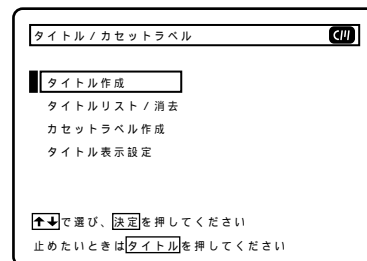 タイトル / カセットラベル
タイトル作成
タイトルリスト / 消去
カセットラベル作成
タイトル表示設定
↑↓で選び、決定を押してください
止めたいときはタイトルを押してください